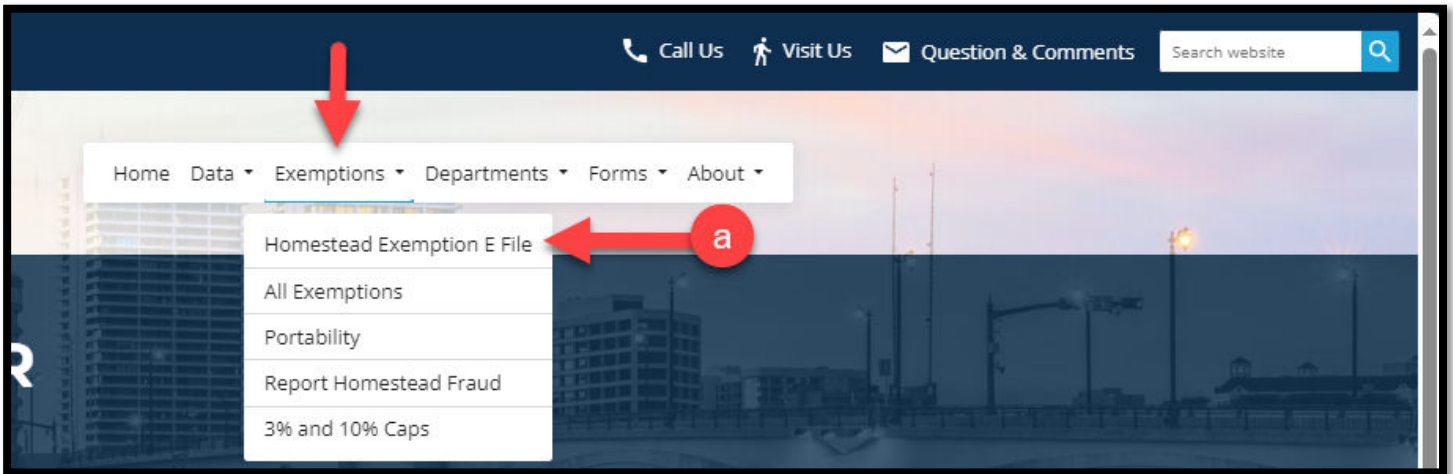 Call Us Visit Us Question & Comments Search website
Home Data Exemptions Departments Forms About
Homestead Exemption E File a
All Exemptions
Portability
Report Homestead Fraud
R
3% and 10% Caps